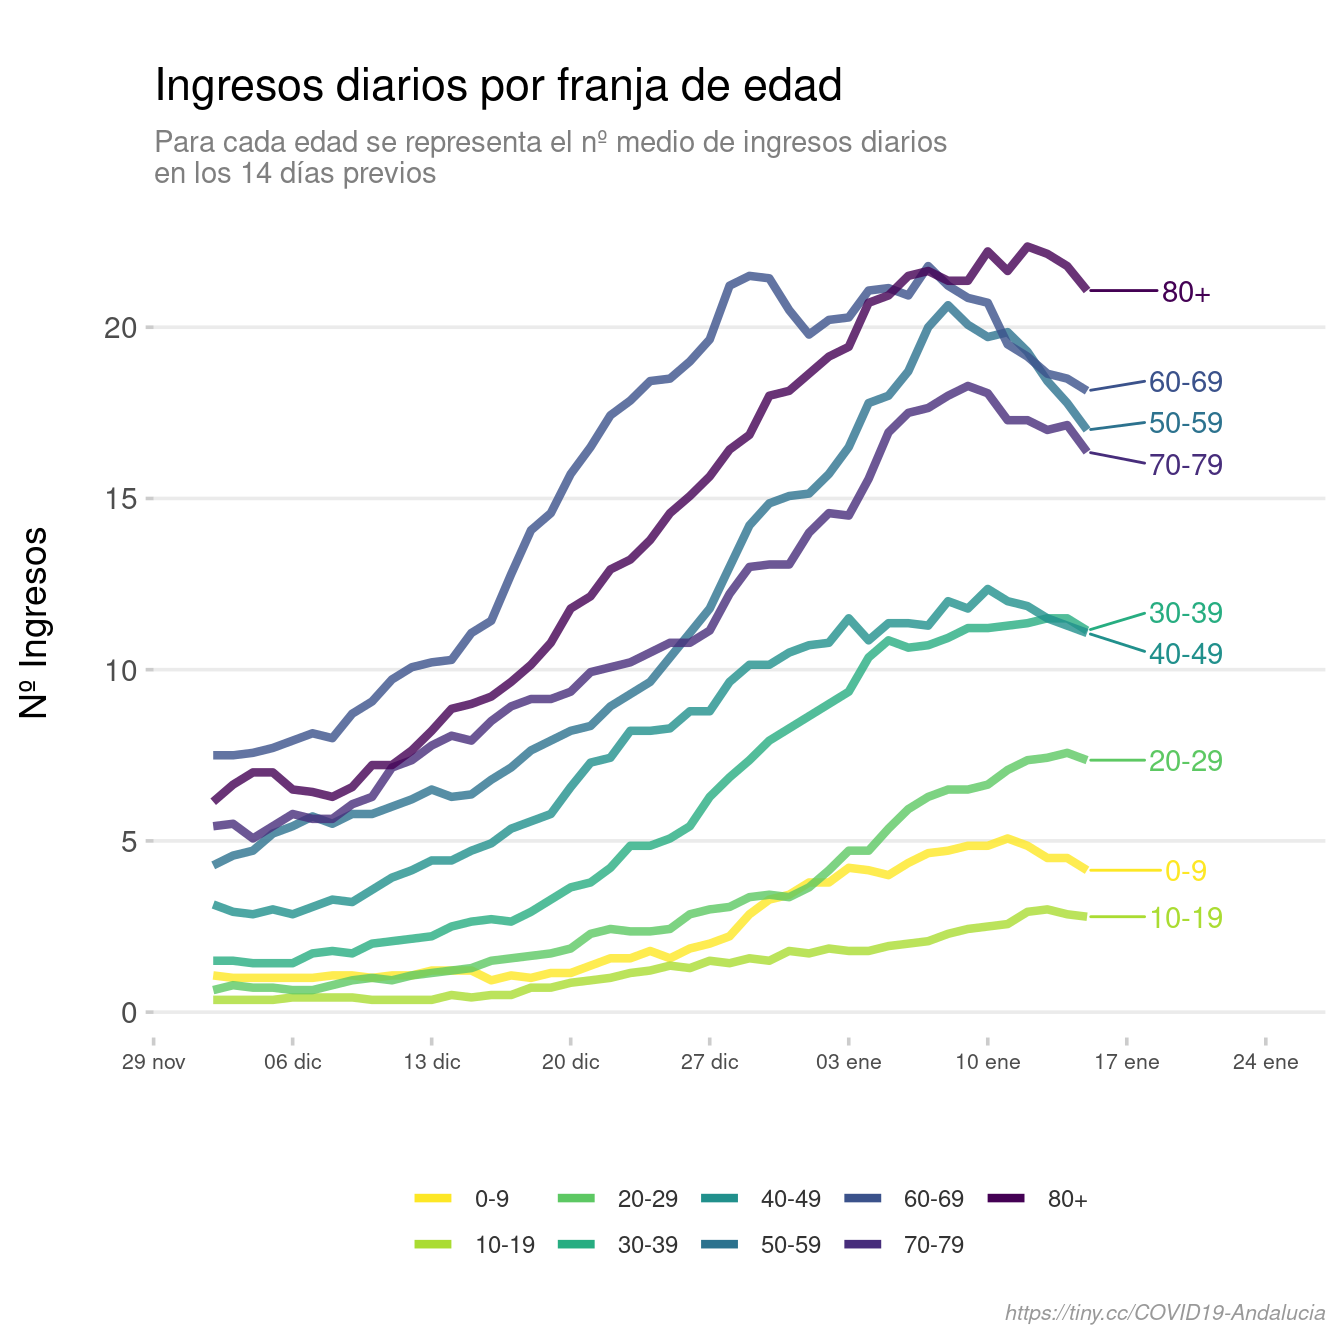 Ingresos diarios por franja de edad
Para cada edad se representa el nº medio de ingresos diarios
en los 14 días previos
Nº Ingresos
20
15
10
5
0
80+
60-69
50-59
70-79
30-39
40-49
20-29
0-9
10-19
29 nov 06 dic 13 dic 20 dic 27 dic 03 ene 10 ene 17 ene 24 ene
0-9 20-29 40-49 60-69 80+
10-19 30-39 50-59 70-79
https://tiny.cc/COVID19-Andalucia